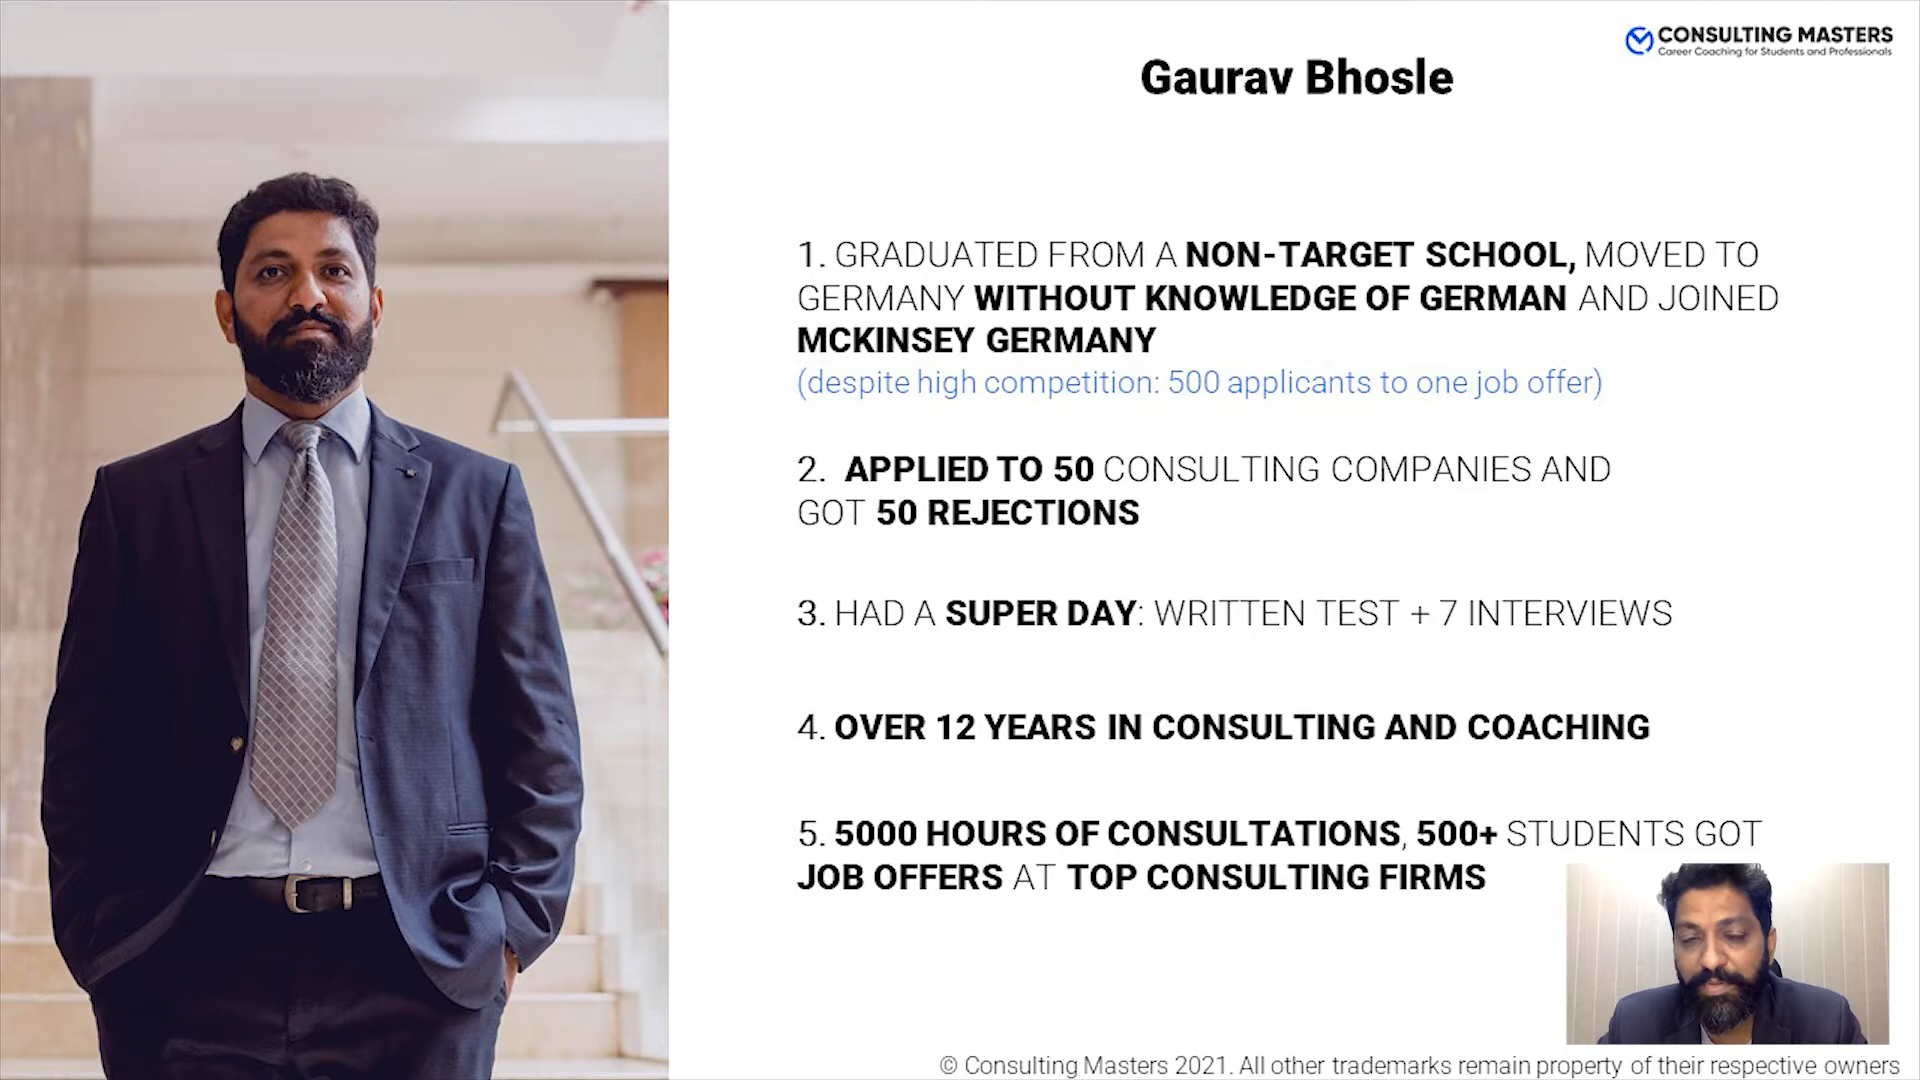 CONSULTING MASTERS
Career Coaching for Students and Professionals
Gaurav Bhosle
1. GRADUATED FROM A NON-TARGET SCHOOL, MOVED TO
GERMANY WITHOUT KNOWLEDGE OF GERMAN AND JOINED
MCKINSEY GERMANY
(despite high competition: 500 applicants to one job offer)
2. APPLIED TO 50 CONSULTING COMPANIES AND
GOT 50 REJECTIONS
3. HAD A SUPER DAY: WRITTEN TEST + 7 INTERVIEWS
4. OVER 12 YEARS IN CONSULTING AND COACHING
5. 5000 HOURS OF CONSULTATIONS, 500+ STUDENTS GOT
JOB OFFERS AT TOP CONSULTING FIRMS
© Consulting Masters 2021. All other trademarks remain property of their respective owners